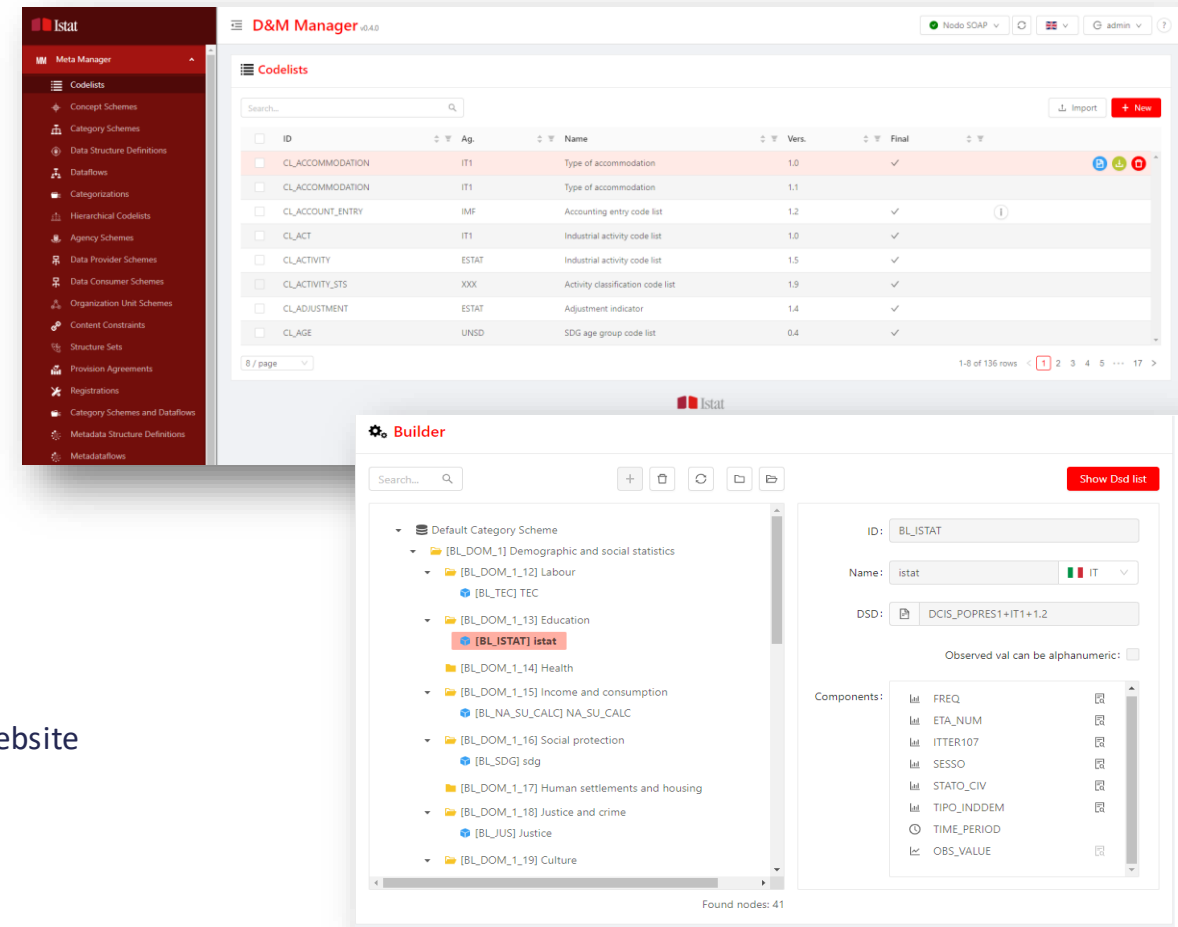 Istat
D&M Manager v0.4.0
Nodo SOAP
admin
?
MM Meta Manager
Codelists
Concept Schemes
Category Schemes
Data Structure Definitions
Dataflows
Categorizations
Hierarchical Codelists
Agency Schemes
Data Provider Schemes
Data Consumer Schemes
Organization Unit Schemes
Content Constraints
Structure Sets
Provision Agreements
Registrations
Category Schemes and Dataflows
Metadata Structure Definitions
Metadataflows
Codelists
Search...
Import
+ New
ID Ag. Name Vers. Final
CL_ACCOMMODATION IT1 Type of accommodation 1.0
CL_ACCOMMODATION IT1 Type of accommodation 1.1
CL_ACCOUNT_ENTRY IMF Accounting entry code list 1.2
CL_ACT IT1 Industrial activity code list 1.0
CL_ACTIVITY ESTAT Industrial activity code list 1.5
CL_ACTIVITY_STS XXX Activity classification code list 1.9
CL_ADJUSTMENT ESTAT Adjustment indicator 1.4
CL_AGE UNSD SDG age group code list 0.4
8 / page
1-8 of 136 rows < 1 2 3 4 5 ••• 17 >
Istat
Builder
Search...
Show Dsd list
Default Category Scheme
[BL_DOM_1] Demographic and social statistics
[BL_DOM_1_12] Labour
[BL_TEC] TEC
[BL_DOM_1_13] Education
[BL_ISTAT] istat
[BL_DOM_1_14] Health
[BL_DOM_1_15] Income and consumption
[BL_NA_SU_CALC] NA_SU_CALC
[BL_DOM_1_16] Social protection
[BL_SDG] sdg
[BL_DOM_1_17] Human settlements and housing
[BL_DOM_1_18] Justice and crime
[BL_JUS] Justice
[BL_DOM_1_19] Culture
Found nodes: 41
ID: BL_ISTAT
Name: istat IT
DSD: DCIS_POPRES1+IT1+1.2
Observed val can be alphanumeric:
Components:
FREQ
ETA_NUM
ITTER107
SESSO
STATO_CIV
TIPO_INDDEM
TIME_PERIOD
OBS_VALUE
ebsite